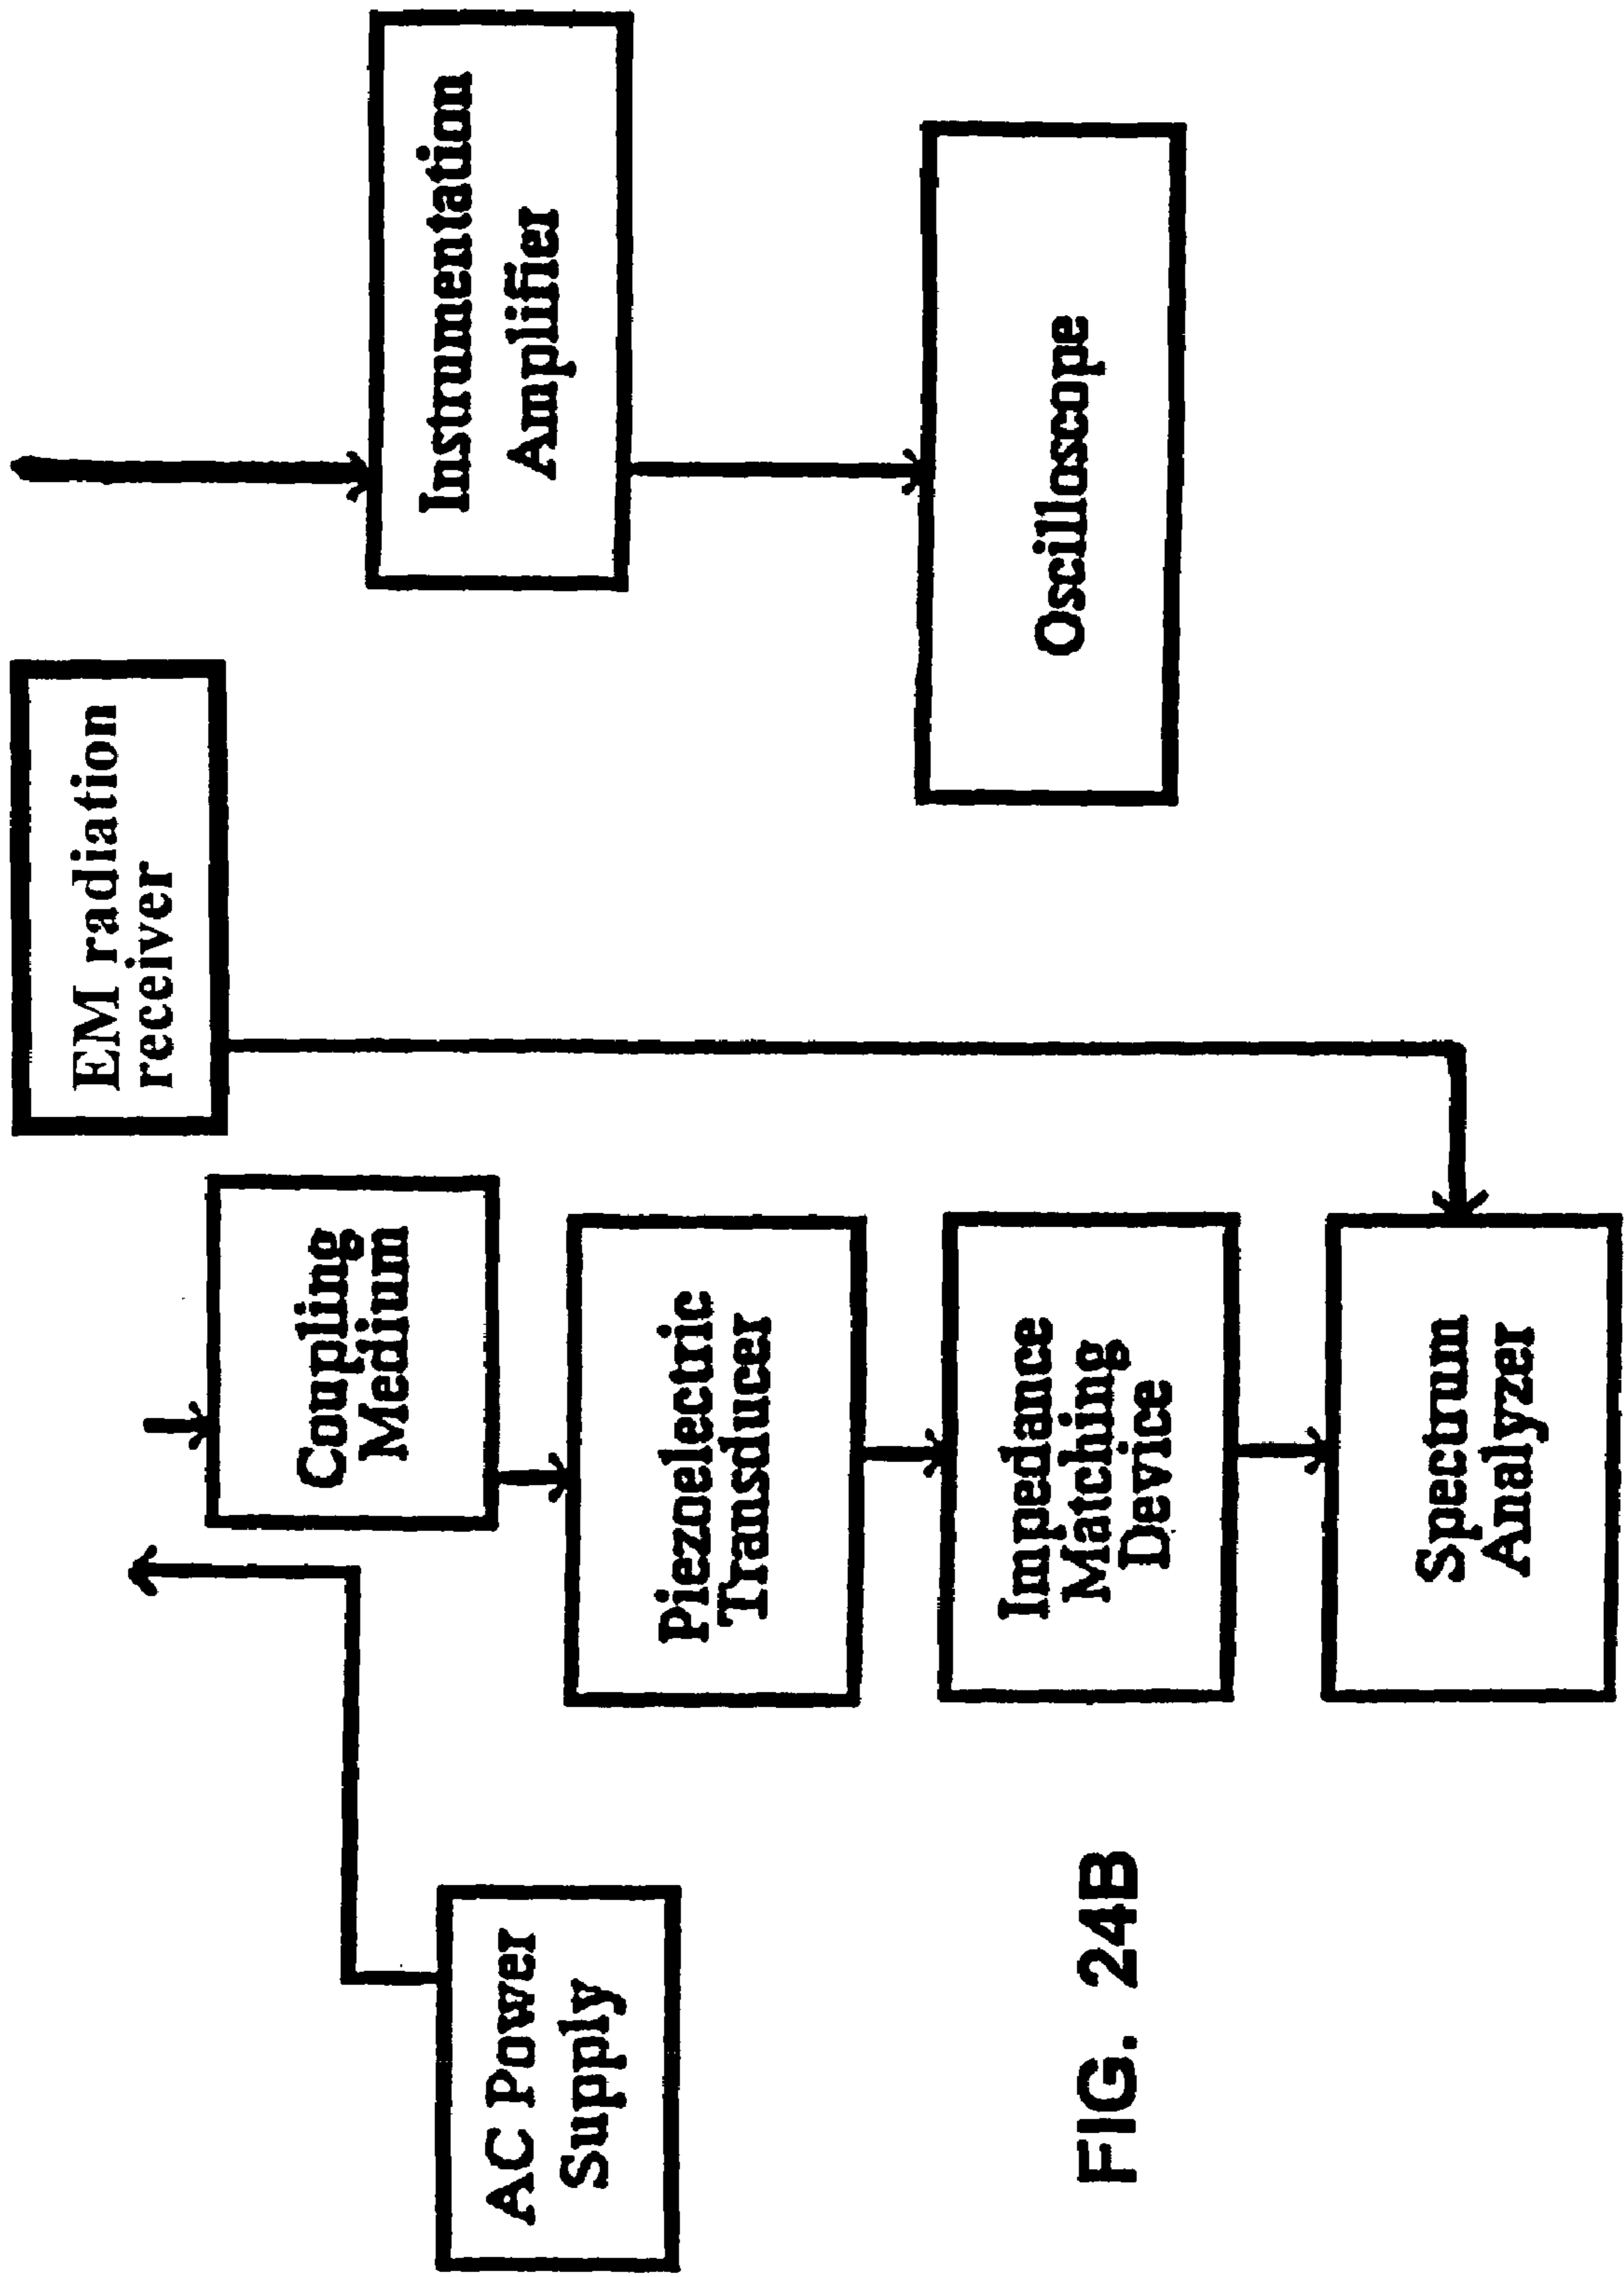 EM radiation
receiver
Instrumentation
Amplifier
Coupling
Medium
Piezoelectric
Transducer
Oscilloscope
AC Power
Supply
Impedance
Matching
Device
Spectrum
Analyzer
FIG. 24B